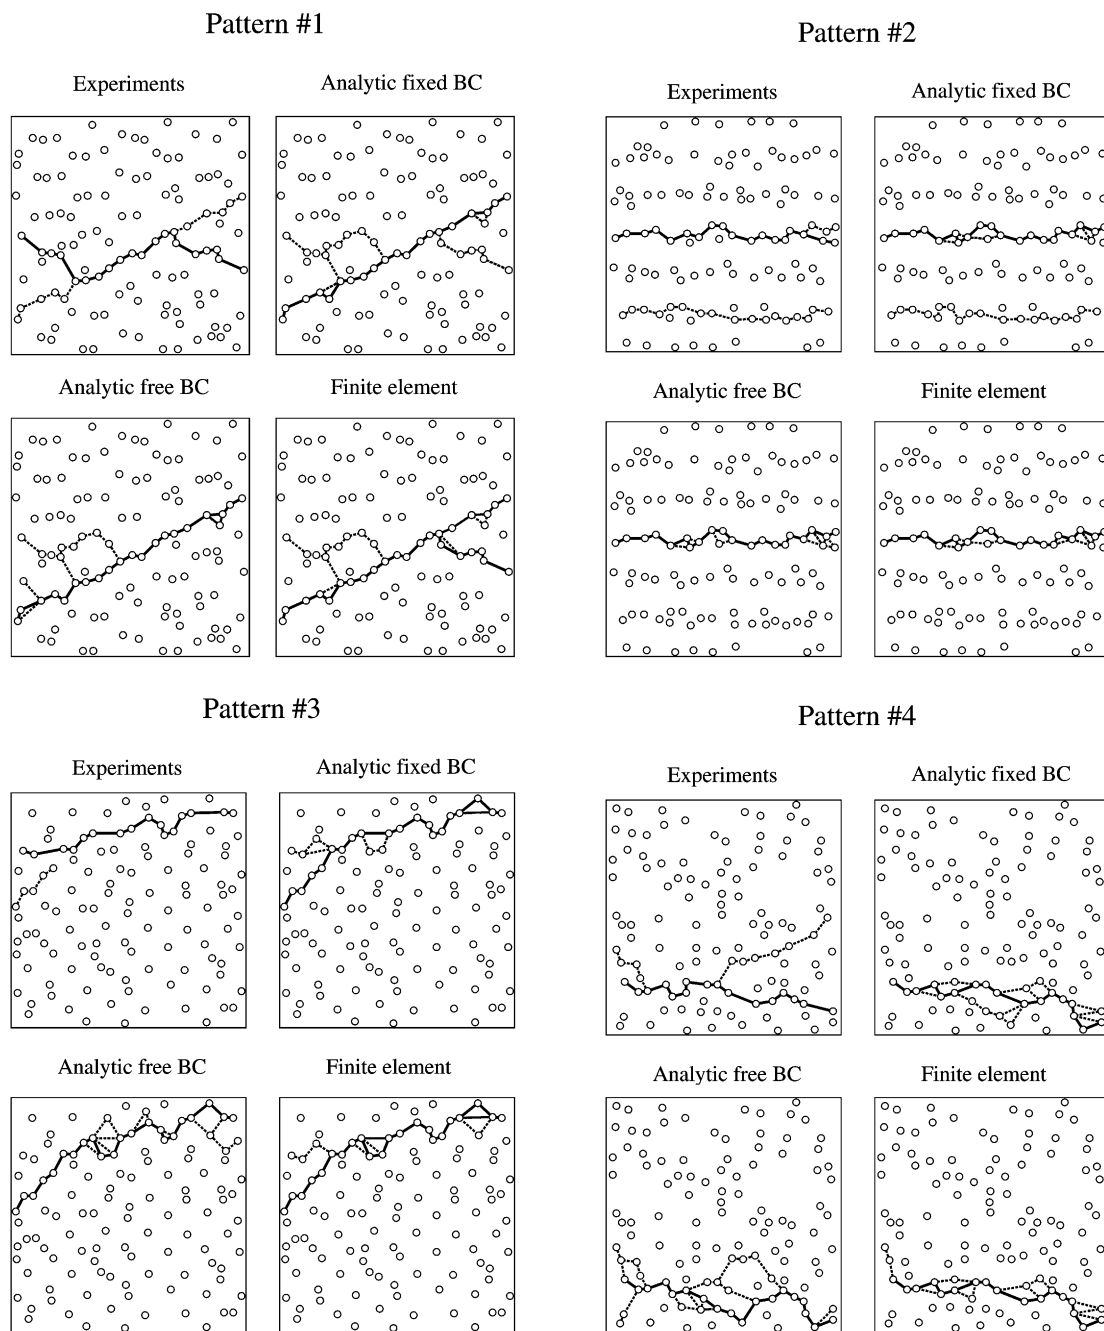 Pattern #1
Experiments
Analytic fixed BC
Analytic free BC
Finite element
Pattern #2
Experiments
Analytic fixed BC
Analytic free BC
Finite element
Pattern #3
Experiments
Analytic fixed BC
Analytic free BC
Finite element
Pattern #4
Experiments
Analytic fixed BC
Analytic free BC
Finite element